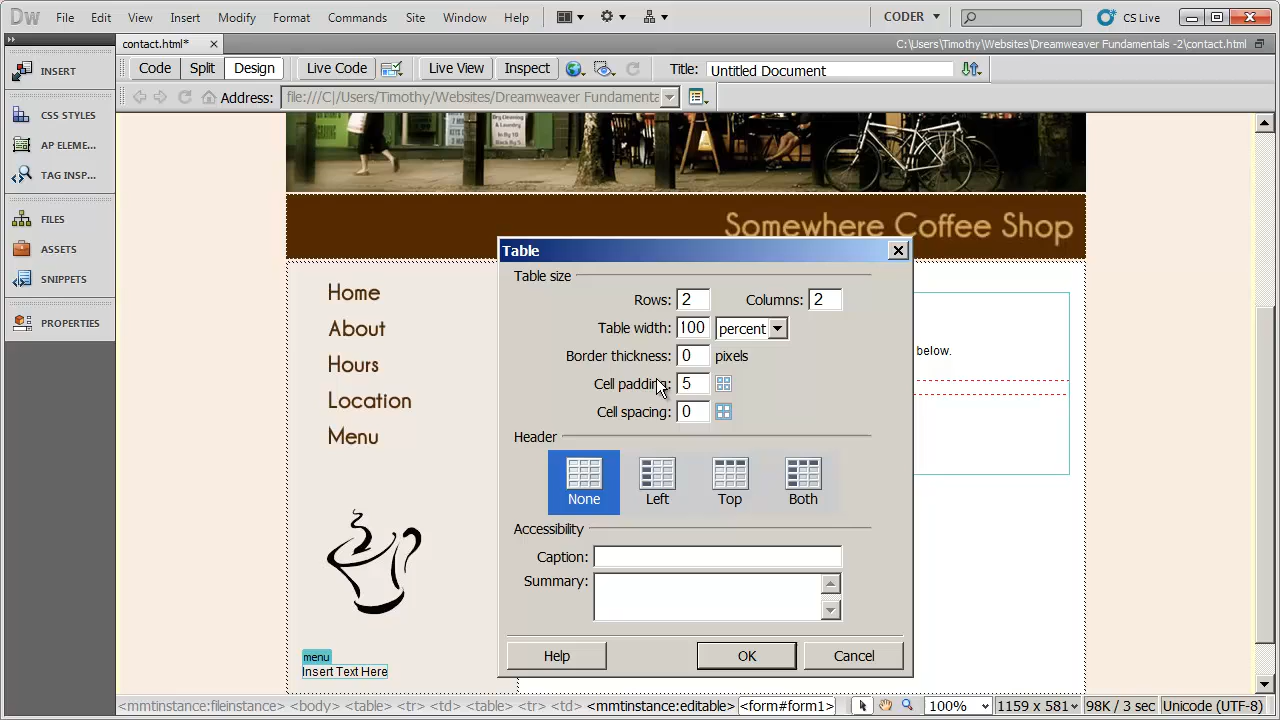 Dw File Edit View Insert Modify Format Commands Site Window Help CODER CS Live
contact.html* C:\Users\Timothy\Websites\Dreamweaver Fundamentals -2\contact.html
INSERT Code Split Design Live Code Live View Inspect Title: Untitled Document
Address: file:///C|/Users/Timothy/Websites/Dreamweaver Fundamenta
CSS STYLES
AP ELEME...
TAG INSP...
FILES
ASSETS
SNIPPETS
PROPERTIES
Somewhere Coffee Shop
Home
About
Hours
Location
Menu
below.
menu
Insert Text Here
Table
Table size
Rows: 2 Columns: 2
Table width: 100 percent
Border thickness: 0 pixels
Cell padding: 5
Cell spacing: 0
Header
None Left Top Both
Accessibility
Caption:
Summary:
Help OK Cancel
<mmtinstance:fileinstance> <body> <table> <tr> <td> <table> <tr> <td> <mmtinstance:editable> <form#form1> 100% 1159 x 581 98K / 3 sec Unicode (UTF-8)